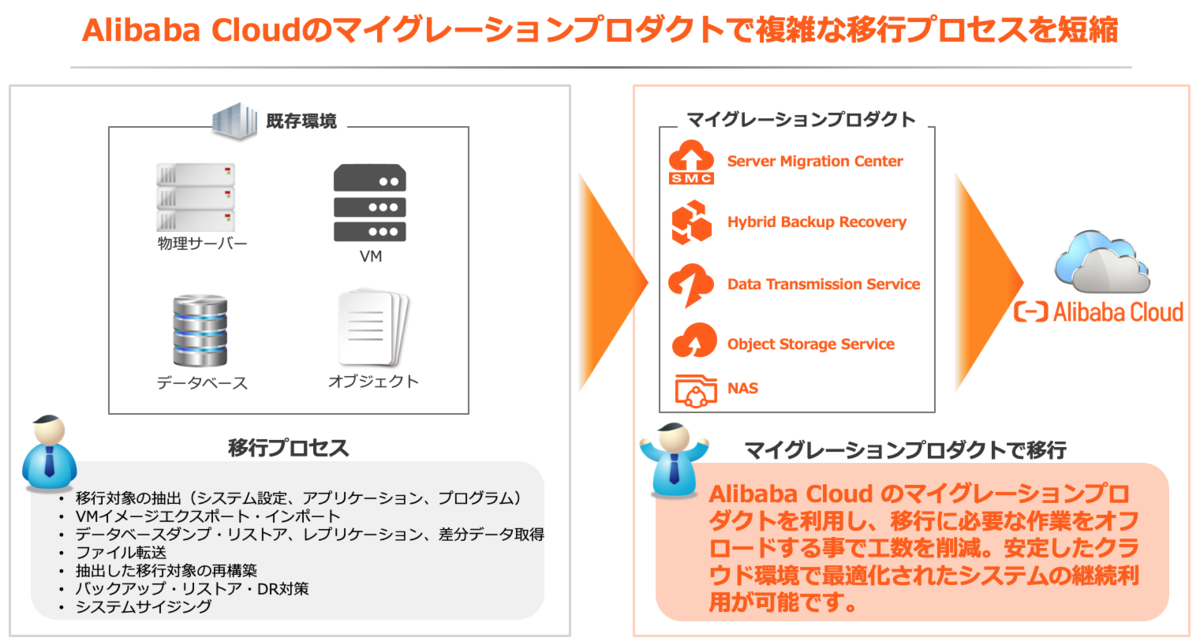 Alibaba Cloudのマイグレーションプロダクトで複雑な移行プロセスを短縮
既存環境
物理サーバー
VM
データベース
オブジェクト
移行プロセス
• 移行対象の抽出（システム設定、アプリケーション、プログラム）
• VMイメージエクスポート・インポート
• データベースダンプ・リストア、レプリケーション、差分データ取得
• ファイル転送
• 抽出した移行対象の再構築
• バックアップ・リストア・DR対策
• システムサイジング
マイグレーションプロダクト
SMC
Server Migration Center
Hybrid Backup Recovery
Data Transmission Service
Object Storage Service
NAS
Alibaba Cloud
マイグレーションプロダクトで移行
Alibaba Cloud のマイグレーションプロ
ダクトを利用し、移行に必要な作業をオフ
ロードする事で工数を削減。安定したクラ
ウド環境で最適化されたシステムの継続利
用が可能です。